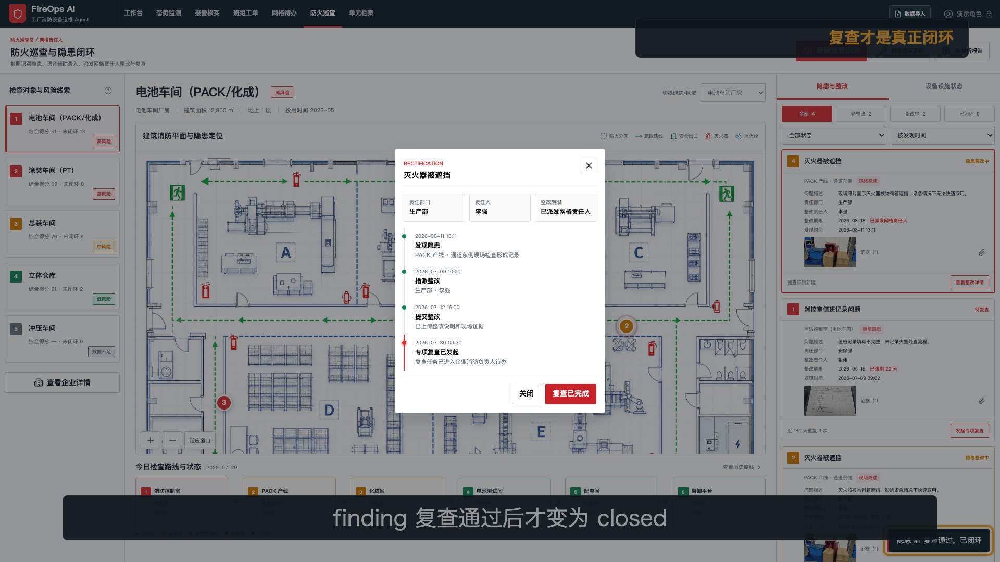 FireOps AI
工厂消防设备运维 Agent
工作台
态势监测
报警核实
班组工单
网格待办
防火巡查
单元档案
数据导入
演示角色
复查才是真正闭环
防火巡查员 / 网格责任人
防火巡查与隐患闭环
拍照识别隐患、语音辅助录入、派发网格责任人整改与复查
检查对象与风险线索
1
电池车间（PACK/化成）
综合得分 51 · 未闭环 13
高风险
2
涂装车间（PT）
综合得分 69 · 未闭环 8
高风险
3
总装车间
综合得分 76 · 未闭环 6
中风险
4
立体仓库
综合得分 91 · 未闭环 2
低风险
5
冲压车间
综合得分 — · 未闭环 0
数据不足
查看企业详情
电池车间（PACK/化成）
高风险
切换建筑/区域
电池车间厂房
电池车间厂房
建筑面积 12,800 ㎡
地上 1 层
投用时间 2023-05
建筑消防平面与隐患定位
防火分区
疏散路线
安全出口
灭火器
消火栓
A
C
D
E
2
3
适应窗口
RECTIFICATION
灭火器被遮挡
责任部门
生产部
责任人
李强
整改期限
已派发网格责任人
2026-08-11 13:11
发现隐患
PACK 产线 · 通道东侧现场检查形成记录
2026-07-09 10:20
指派整改
生产部 · 李强
2026-07-12 16:00
提交整改
已上传整改说明和现场证据
2026-07-30 09:30
专项复查已发起
复查任务已进入企业消防负责人待办
关闭
复查已完成
今日检查路线与状态
2026-07-29
查看历史路线
1
消防控制室
2
PACK 产线
3
化成区
4
电池测试间
5
配电间
6
装卸平台
隐患与整改
设备设施状态
全部 4
待整改 2
整改中 2
已闭环 0
全部状态
按发现时间
4
灭火器被遮挡
隐患整改中
PACK 产线 · 通道东侧
现场隐患
问题描述
现场照片显示灭火器被物料箱遮挡，紧急情况下无法快速取用。
责任部门
生产部
整改责任人
李强
整改期限
2026-08-18 已派发网格责任人
发现时间
2026-08-11 13:11
证据（1）
巡查识别新建
查看整改详情
1
消控室值班记录问题
待复查
消防控制室（电池车间）
重复隐患
问题描述
值班记录填写不完整，未记录火警处置流程。
责任部门
安保部
整改责任人
张伟
整改期限
2026-06-15 已逾期 20 天
发现时间
2026-07-09 09:02
证据（1）
近 180 天重复 3 次
发起专项复查
2
灭火器被遮挡
隐患整改中
PACK 产线 · 通道东侧
现场隐患
问题描述
灭火器被物料箱遮挡，影响紧急情况下快速取用。
证据（1）
finding 复查通过后才变为 closed
隐患 #1 复查通过，已闭环